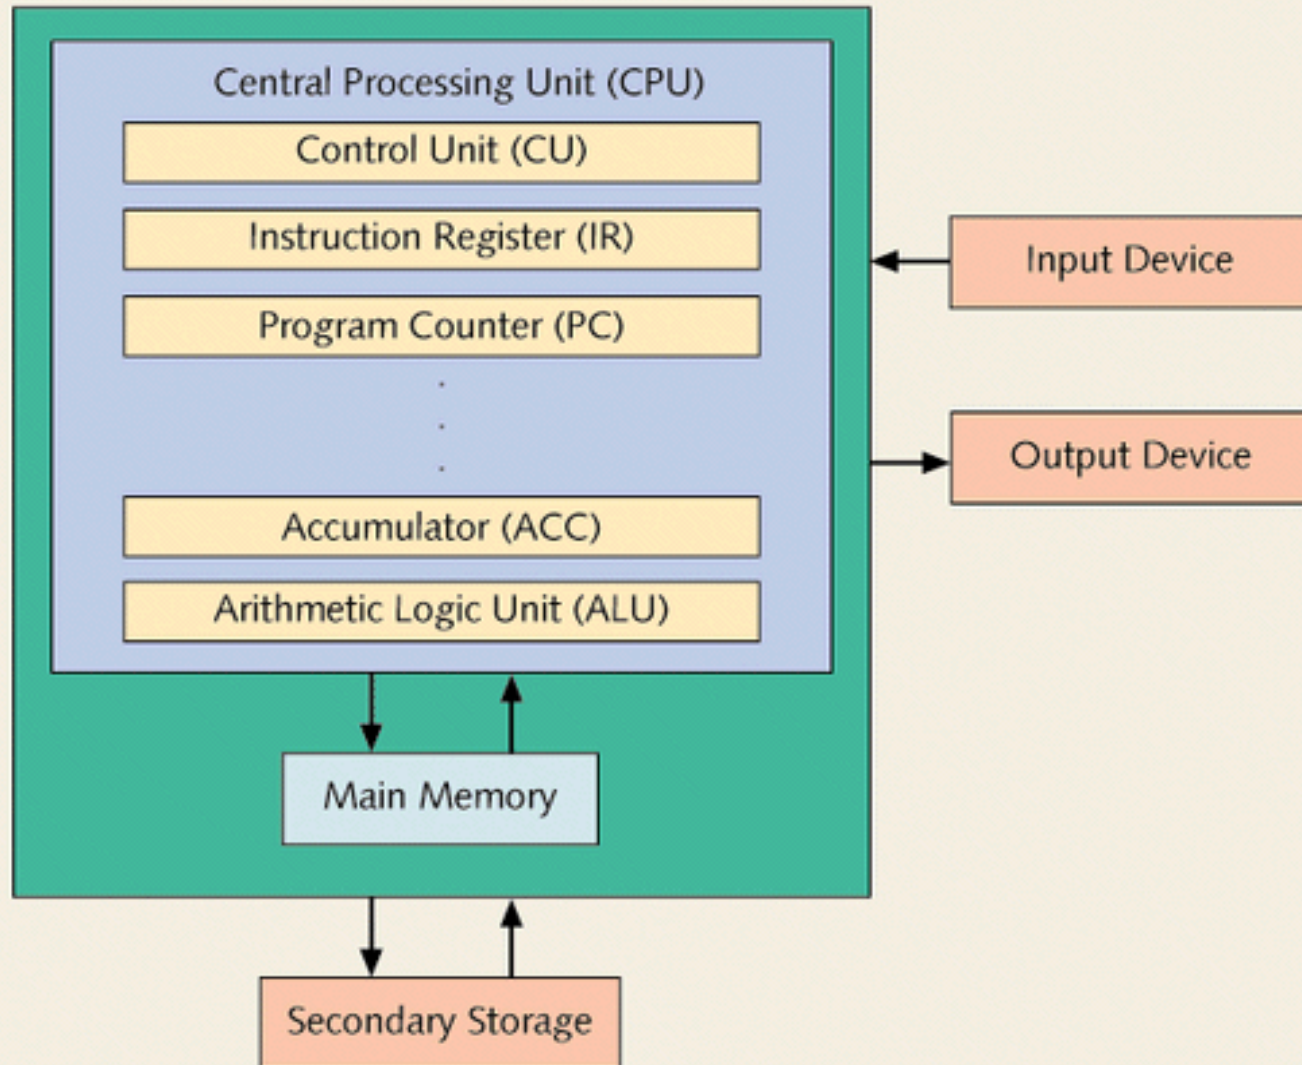 Central Processing Unit (CPU)
Control Unit (CU)
Instruction Register (IR)
Program Counter (PC)
.
.
.
Accumulator (ACC)
Arithmetic Logic Unit (ALU)
Main Memory
Secondary Storage
Input Device
Output Device